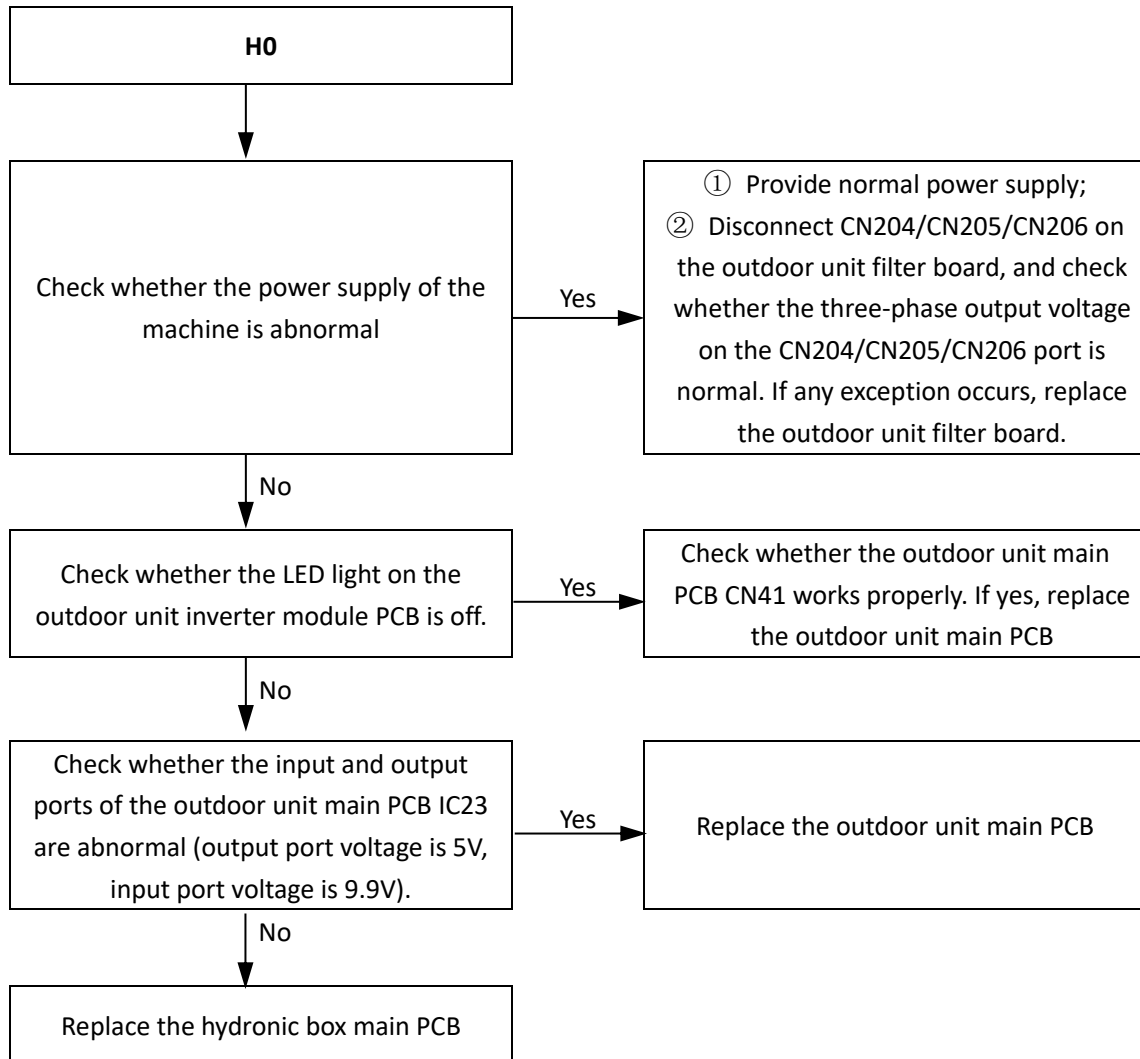 H0
Check whether the power supply of the
machine is abnormal
Yes
① Provide normal power supply;
② Disconnect CN204/CN205/CN206 on
the outdoor unit filter board, and check
whether the three-phase output voltage
on the CN204/CN205/CN206 port is
normal. If any exception occurs, replace
the outdoor unit filter board.
No
Check whether the LED light on the
outdoor unit inverter module PCB is off.
Yes
Check whether the outdoor unit main
PCB CN41 works properly. If yes, replace
the outdoor unit main PCB
No
Check whether the input and output
ports of the outdoor unit main PCB IC23
are abnormal (output port voltage is 5V,
input port voltage is 9.9V).
Yes
Replace the outdoor unit main PCB
No
Replace the hydronic box main PCB